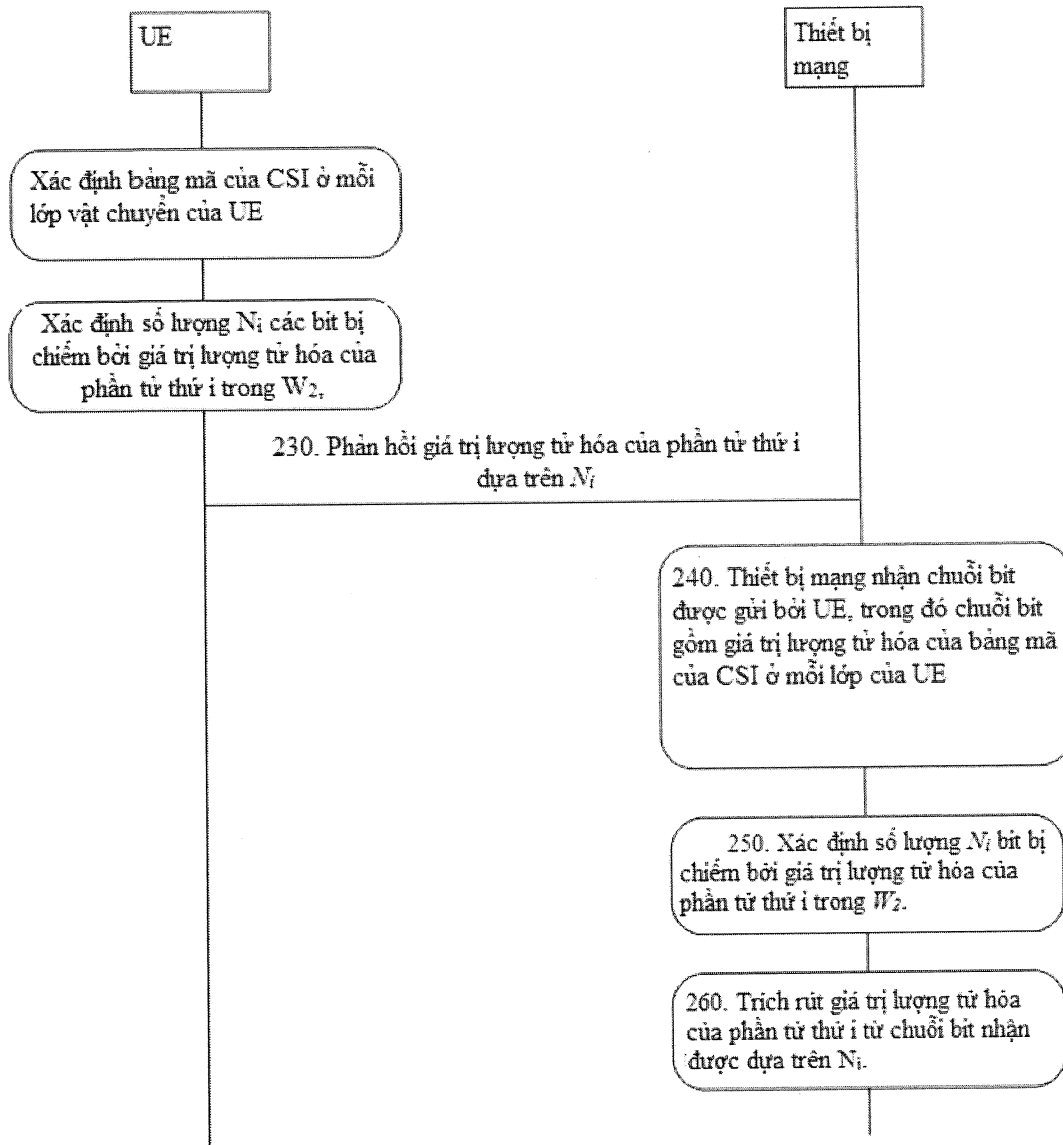 UE
Thiết bị
mạng
Xác định bảng mã của CSI ở mỗi
lớp vật chuyển của UE
Xác định số lượng Nᵢ các bit bị
chiếm bởi giá trị lượng tử hóa của
phần tử thứ i trong W₂,
230. Phản hồi giá trị lượng tử hóa của phần tử thứ i
dựa trên Nᵢ
240. Thiết bị mạng nhận chuỗi bit
được gửi bởi UE, trong đó chuỗi bit
gồm giá trị lượng tử hóa của bảng mã
của CSI ở mỗi lớp của UE
250. Xác định số lượng Nᵢ bit bị
chiếm bởi giá trị lượng tử hóa của
phần tử thứ i trong W₂.
260. Trích rút giá trị lượng tử hóa
của phần tử thứ i từ chuỗi bit nhận
được dựa trên Nᵢ.